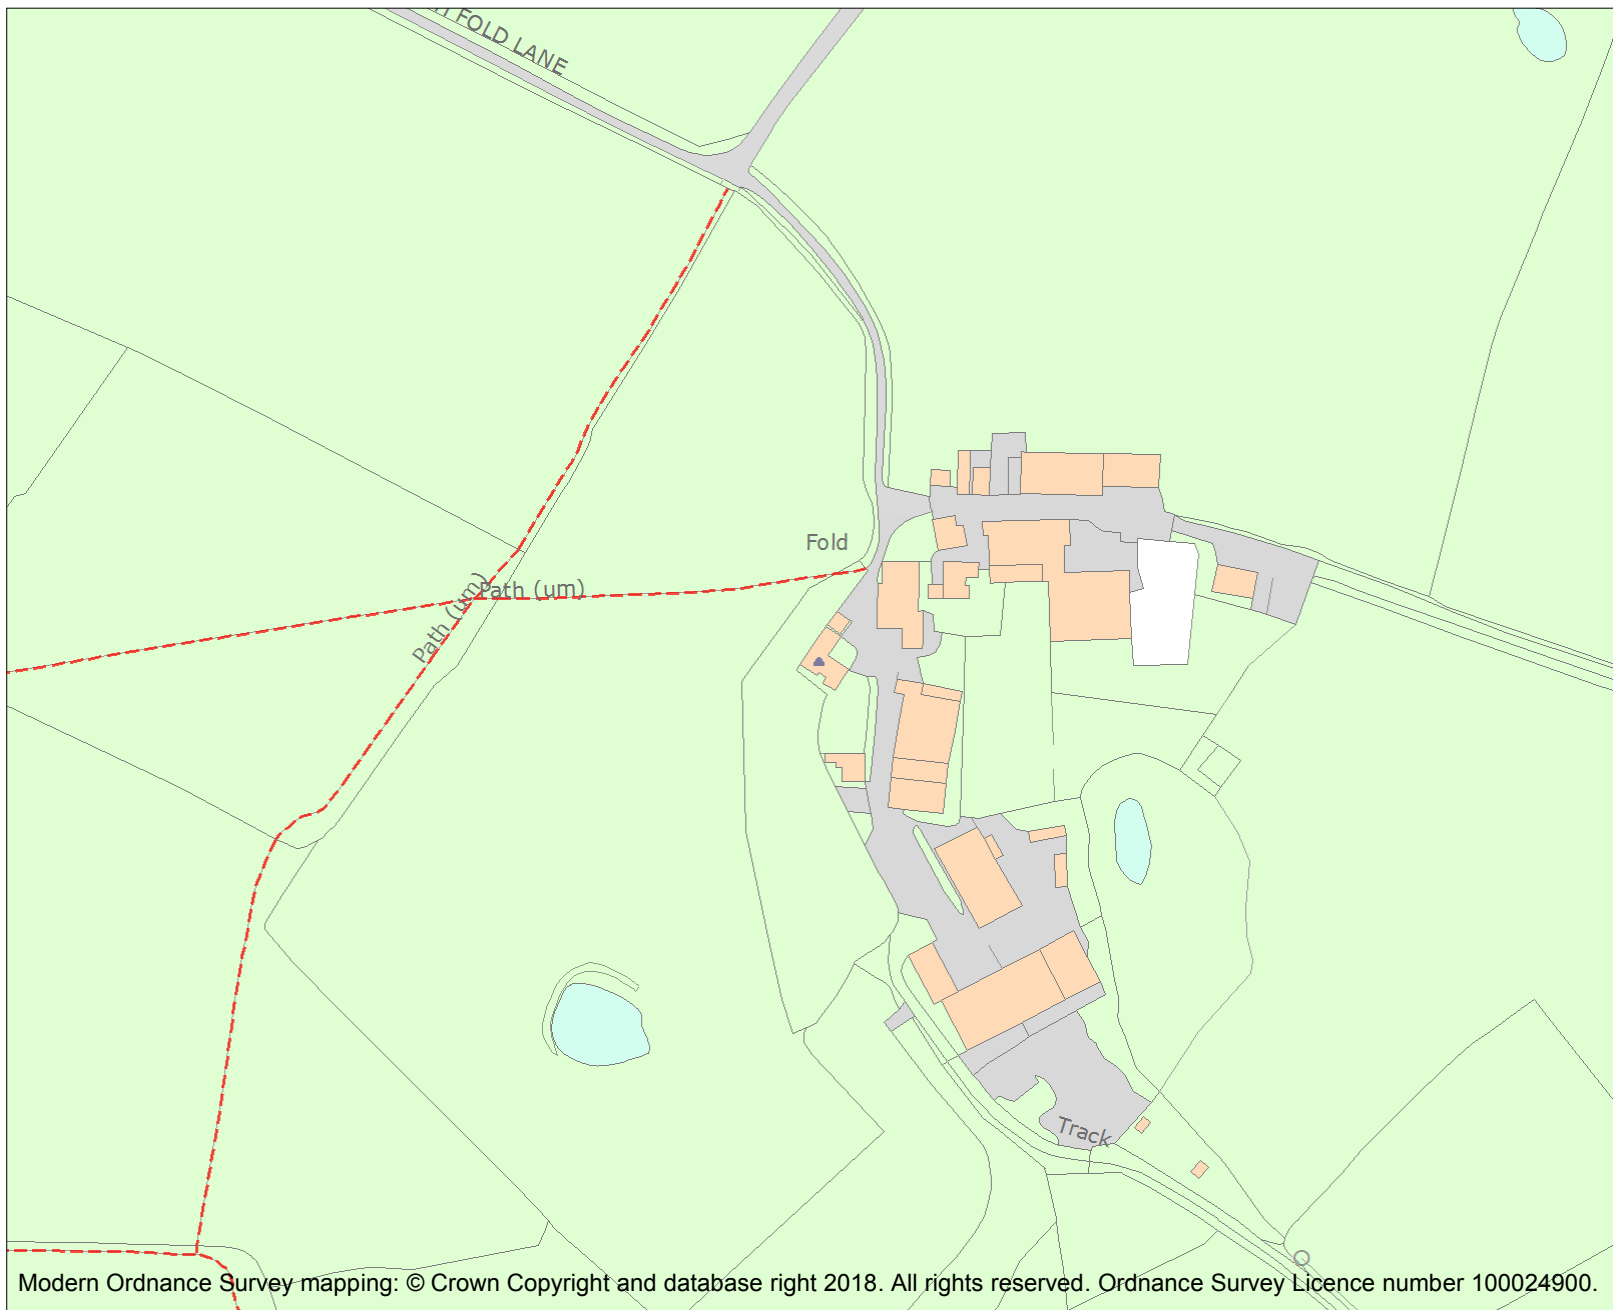 FOLD LANE
Fold
Path (um)
Path (um)
Track
Modern Ordnance Survey mapping: © Crown Copyright and database right 2018. All rights reserved. Ordnance Survey Licence number 100024900.